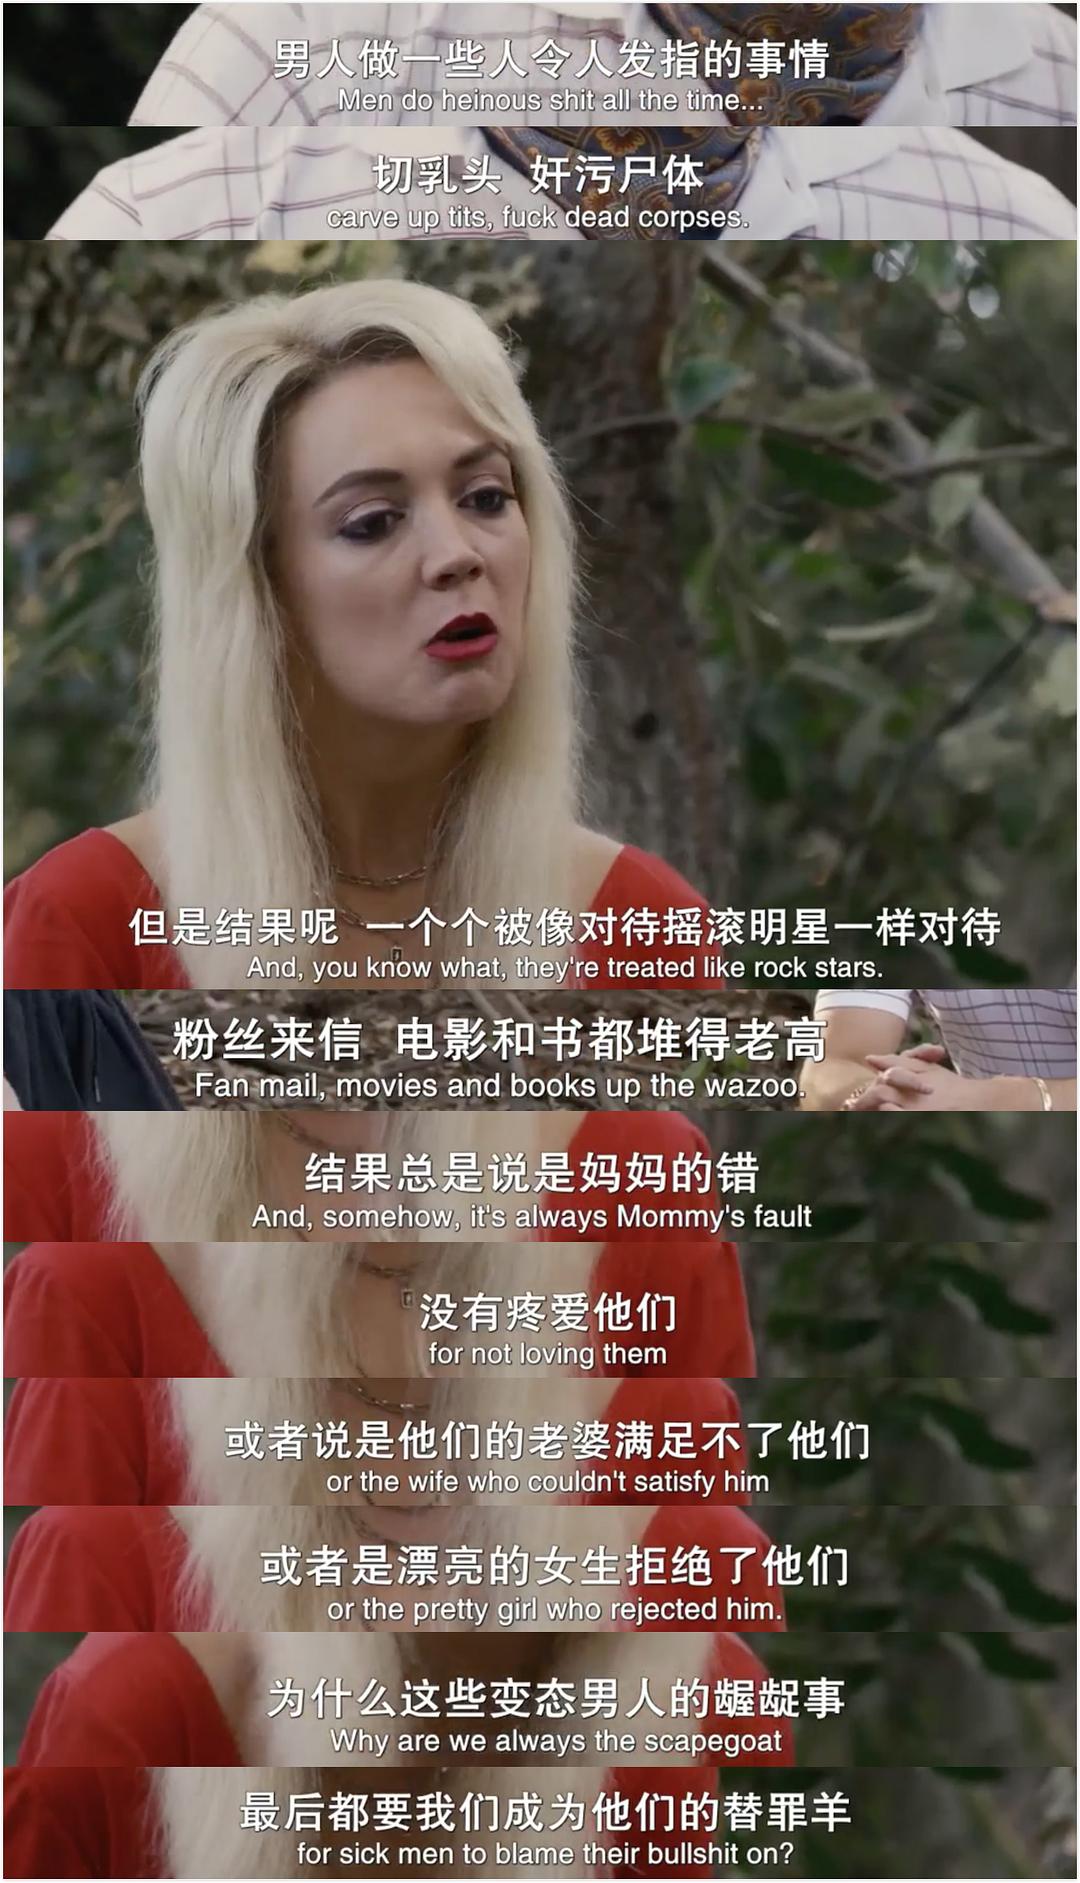 男人做一些人令人发指的事情
Men do heinous shit all the time...
切乳头 奸污尸体
carve up tits, fuck dead corpses.
但是结果呢 一个个被像对待摇滚明星一样对待
And, you know what, they're treated like rock stars.
粉丝来信 电影和书都堆得老高
Fan mail, movies and books up the wazoo.
结果总是说是妈妈的错
And, somehow, it's always Mommy's fault
没有疼爱他们
for not loving them
或者说是他们的老婆满足不了他们
or the wife who couldn't satisfy him
或者是漂亮的女生拒绝了他们
or the pretty girl who rejected him.
为什么这些变态男人的龌龊事
Why are we always the scapegoat
最后都要我们成为他们的替罪羊
for sick men to blame their bullshit on?